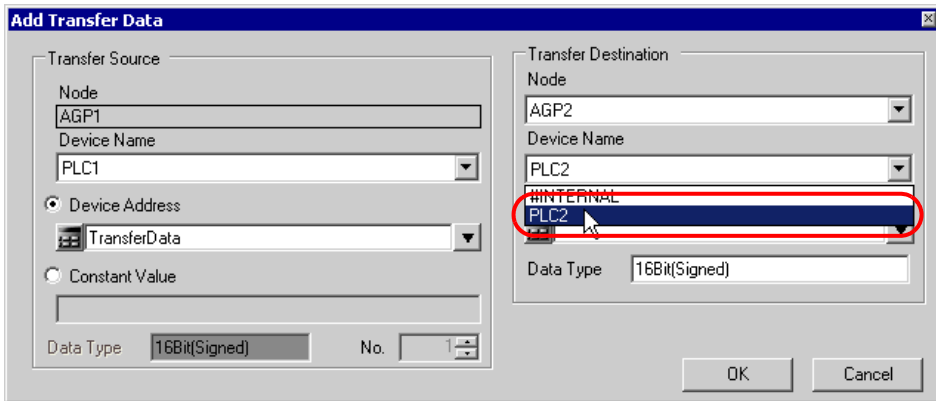 Add Transfer Data
Transfer Source
Node
AGP1
Device Name
PLC1
Device Address
TransferData
Constant Value
Data Type 16Bit(Signed) No. 1
Transfer Destination
Node
AGP2
Device Name
PLC2
#INTERNAL
PLC2
Data Type 16Bit(Signed)
OK Cancel